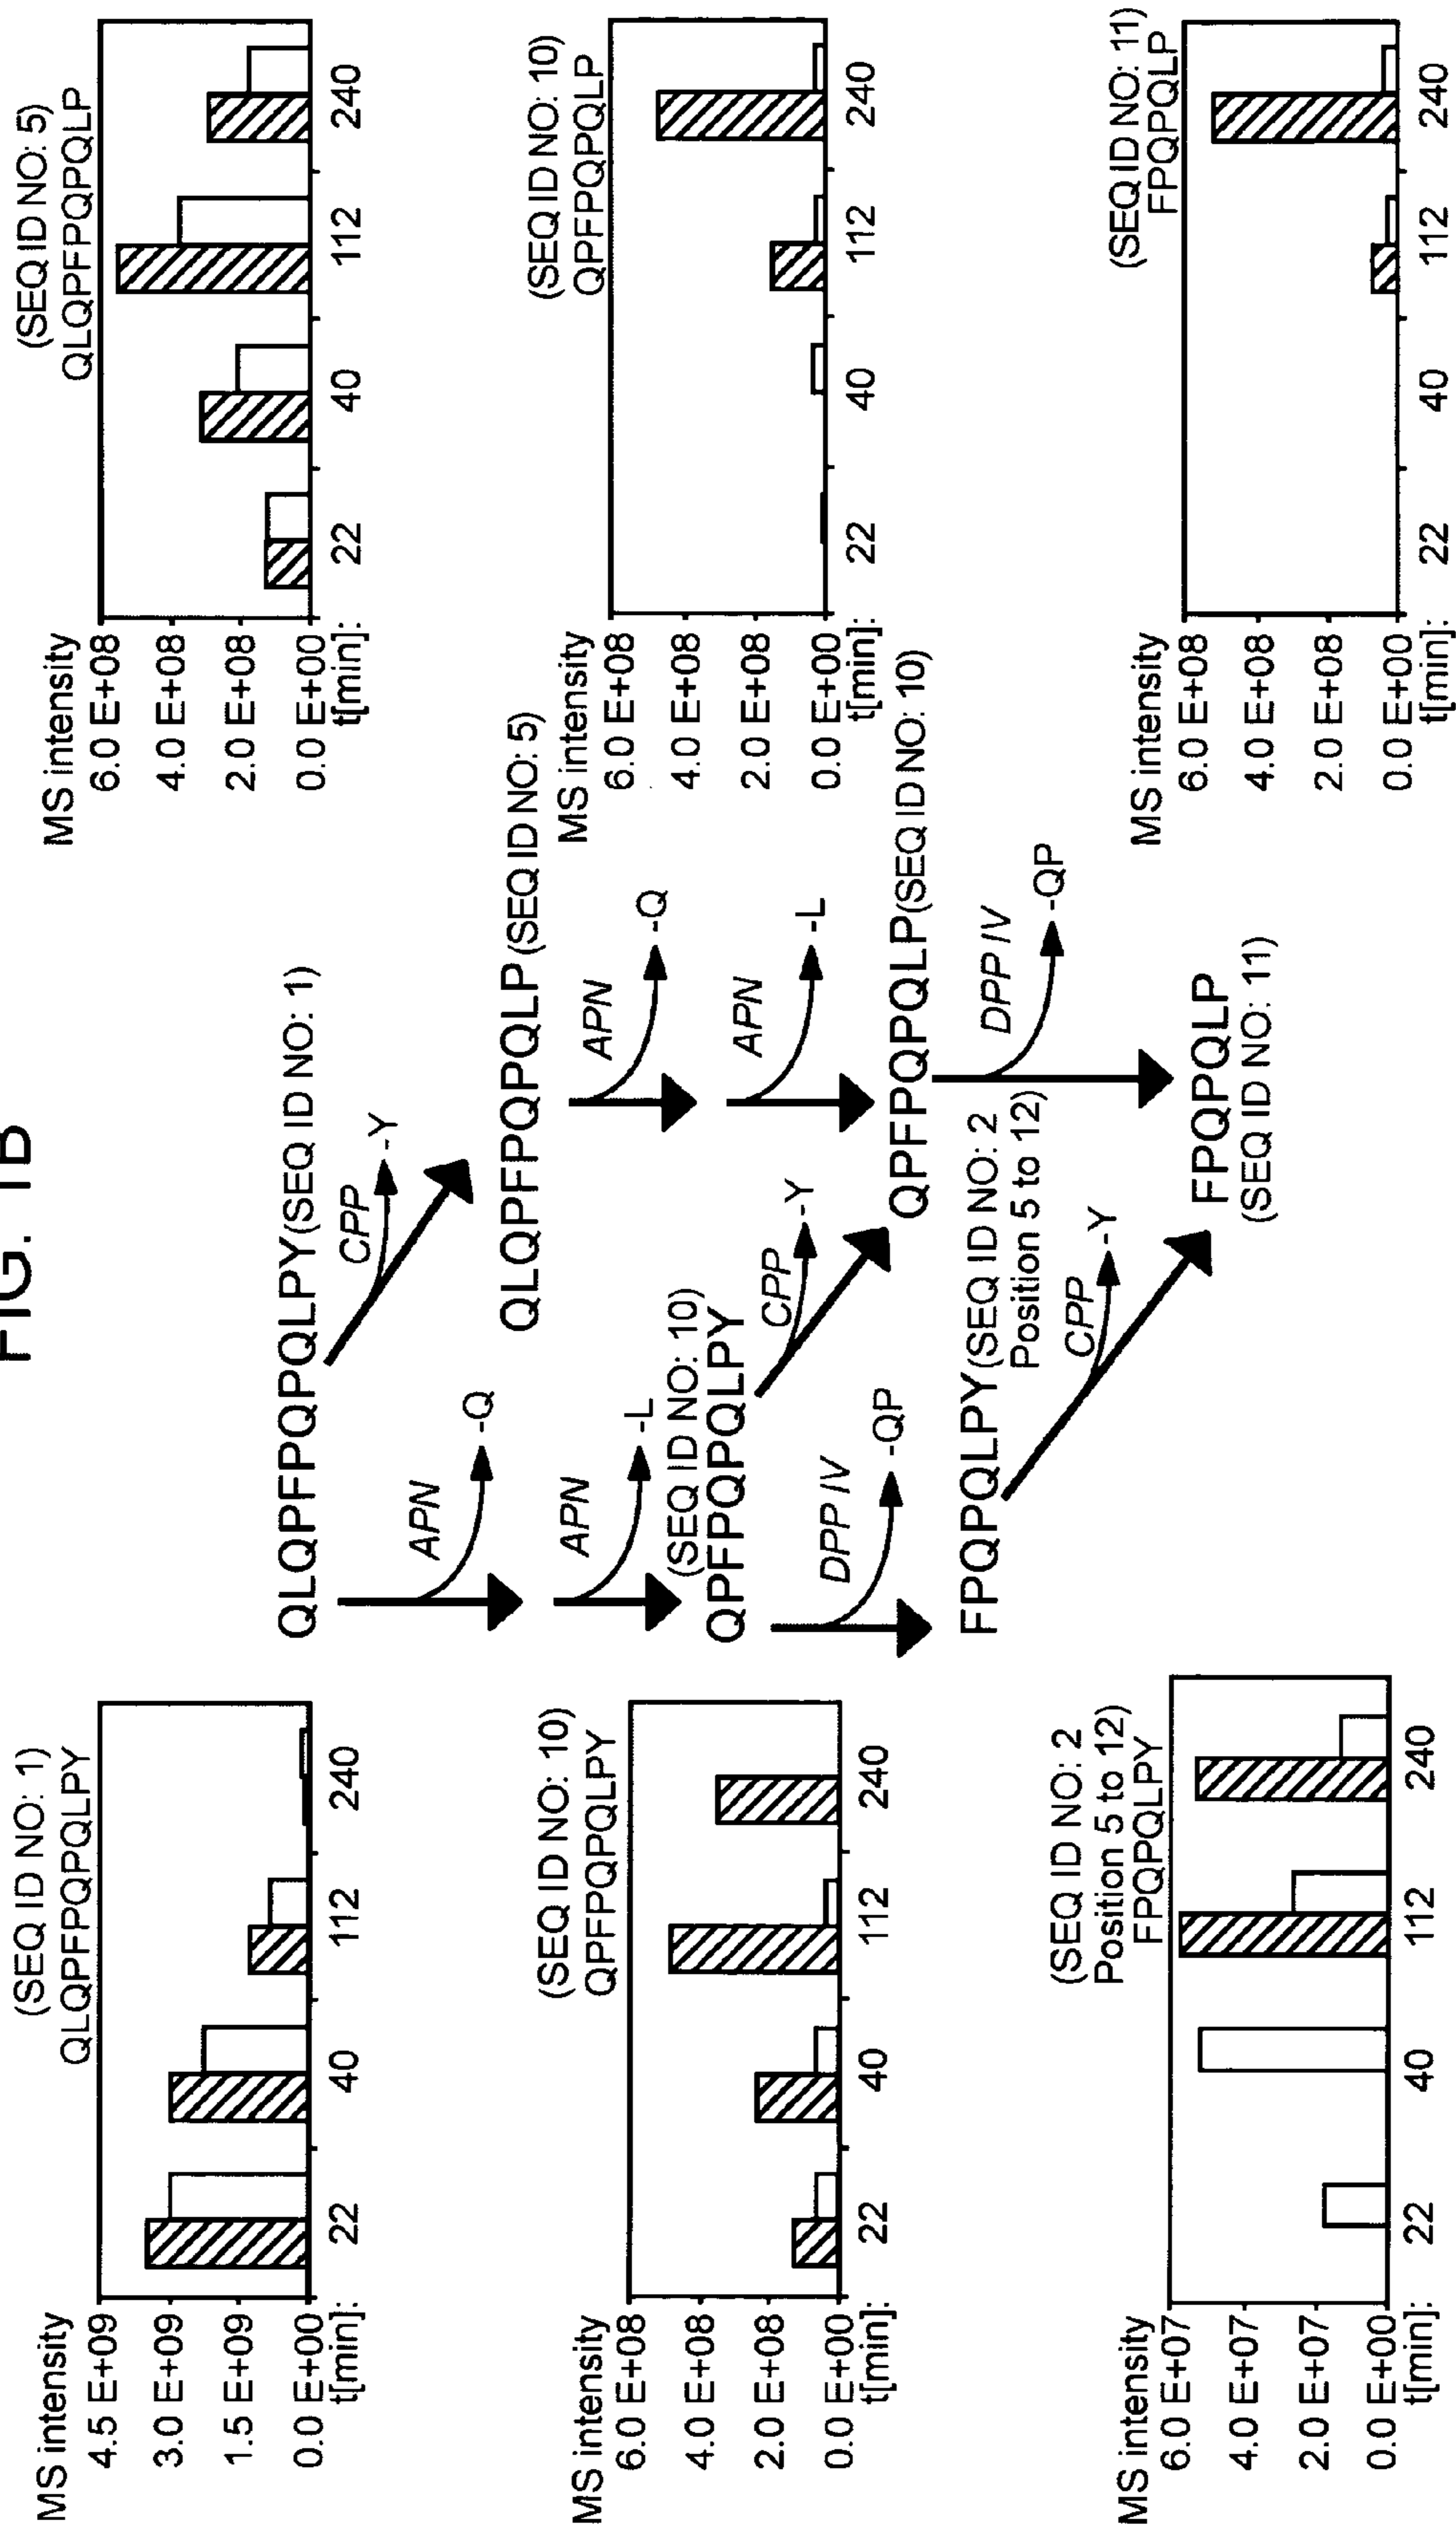 FIG. 1B
(SEQ ID NO: 1)
QLQPFPQPQLPY
MS intensity
4.5 E+09
3.0 E+09
1.5 E+09
0.0 E+00
t[min]:
22 40 112 240
(SEQ ID NO: 10)
QPFPQPQLPY
MS intensity
6.0 E+08
4.0 E+08
2.0 E+08
0.0 E+00
t[min]:
22 40 112 240
(SEQ ID NO: 2
Position 5 to 12)
FPQPQLPY
MS intensity
6.0 E+07
4.0 E+07
2.0 E+07
0.0 E+00
t[min]:
22 40 112 240
QLQPFPQPQLPY(SEQ ID NO: 1)
APN
-Q
CPP
-Y
QLQPFPQPQLP(SEQ ID NO: 5)
APN
-L
APN
-Q
(SEQ ID NO: 10)
QPFPQPQLPY
APN
-L
CPP
-Y
DPP IV
-QP
QPFPQPQLP(SEQ ID NO: 10)
FPQPQLPY(SEQ ID NO: 2
Position 5 to 12)
DPP IV
-QP
CPP
-Y
FPQPQLP
(SEQ ID NO: 11)
(SEQ ID NO: 5)
QLQPFPQPQLP
MS intensity
6.0 E+08
4.0 E+08
2.0 E+08
0.0 E+00
t[min]:
22 40 112 240
(SEQ ID NO: 10)
QPFPQPQLP
MS intensity
6.0 E+08
4.0 E+08
2.0 E+08
0.0 E+00
t[min]:
22 40 112 240
(SEQ ID NO: 11)
FPQPQLP
MS intensity
6.0 E+08
4.0 E+08
2.0 E+08
0.0 E+00
t[min]:
22 40 112 240